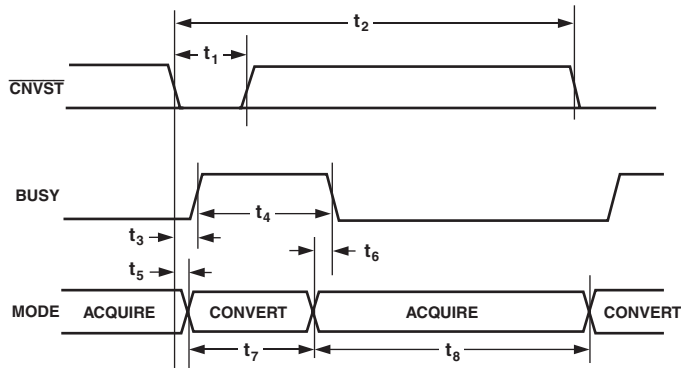 t2
t1
CNVST
BUSY
t4
t3
t6
t5
MODE ACQUIRE CONVERT ACQUIRE CONVERT
t7 t8